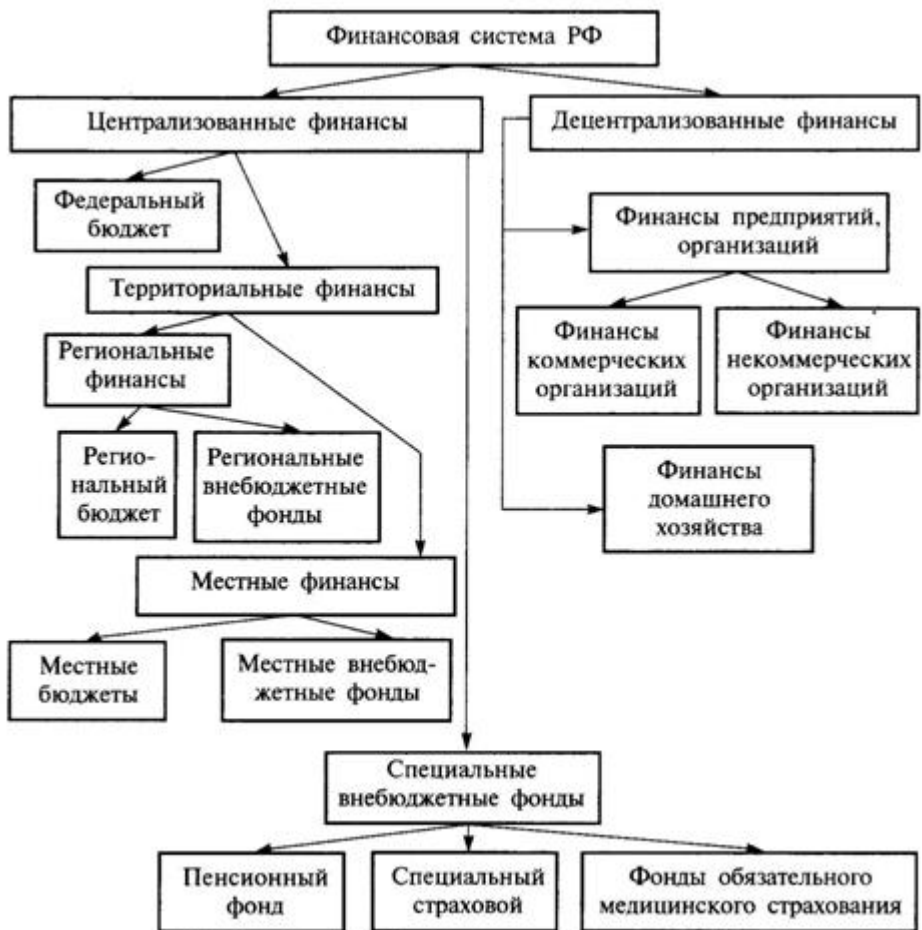 Финансовая система РФ
Централизованные финансы
Децентрализованные финансы
Федеральный
бюджет
Финансы предприятий,
организаций
Территориальные финансы
Финансы
коммерческих
организаций
Финансы
некоммерческих
организаций
Региональные
финансы
Регио-
нальный
бюджет
Региональные
внебюджетные
фонды
Финансы
домашнего
хозяйства
Местные финансы
Местные
бюджеты
Местные внебюд-
жетные фонды
Специальные
внебюджетные фонды
Пенсионный
фонд
Специальный
страховой
Фонды обязательного
медицинского страхования